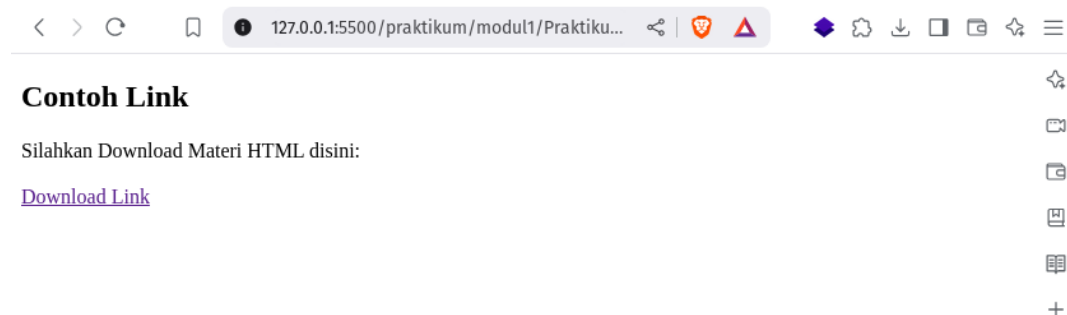 127.0.0.1:5500/praktikum/modul1/Praktiku...
Contoh Link
Silahkan Download Materi HTML disini:
Download Link